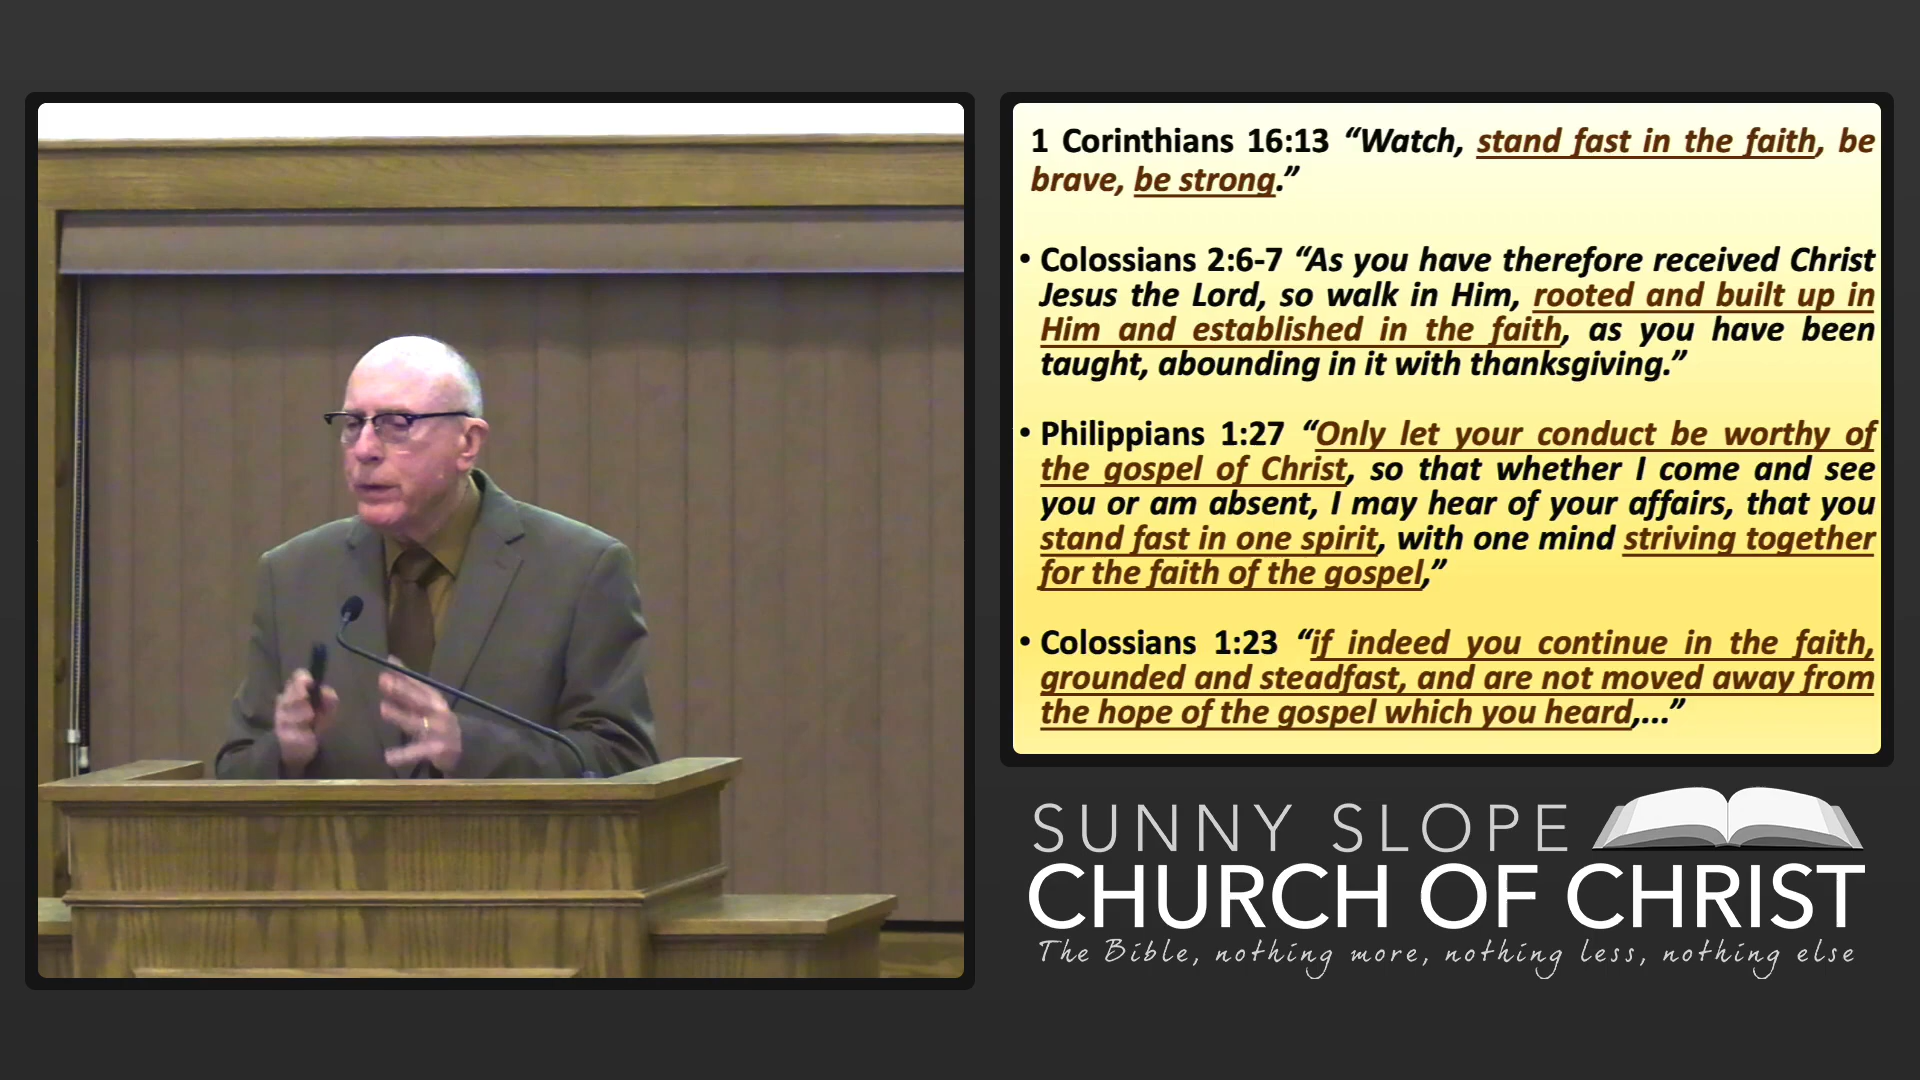 1 Corinthians 16:13 “Watch, stand fast in the faith, be
brave, be strong.”
• Colossians 2:6-7 “As you have therefore received Christ
Jesus the Lord, so walk in Him, rooted and built up in
Him and established in the faith, as you have been
taught, abounding in it with thanksgiving.”
• Philippians 1:27 “Only let your conduct be worthy of
the gospel of Christ, so that whether I come and see
you or am absent, I may hear of your affairs, that you
stand fast in one spirit, with one mind striving together
for the faith of the gospel,”
• Colossians 1:23 “if indeed you continue in the faith,
grounded and steadfast, and are not moved away from
the hope of the gospel which you heard,...”
SUNNY SLOPE
CHURCH OF CHRIST
The Bible, nothing more, nothing less, nothing else